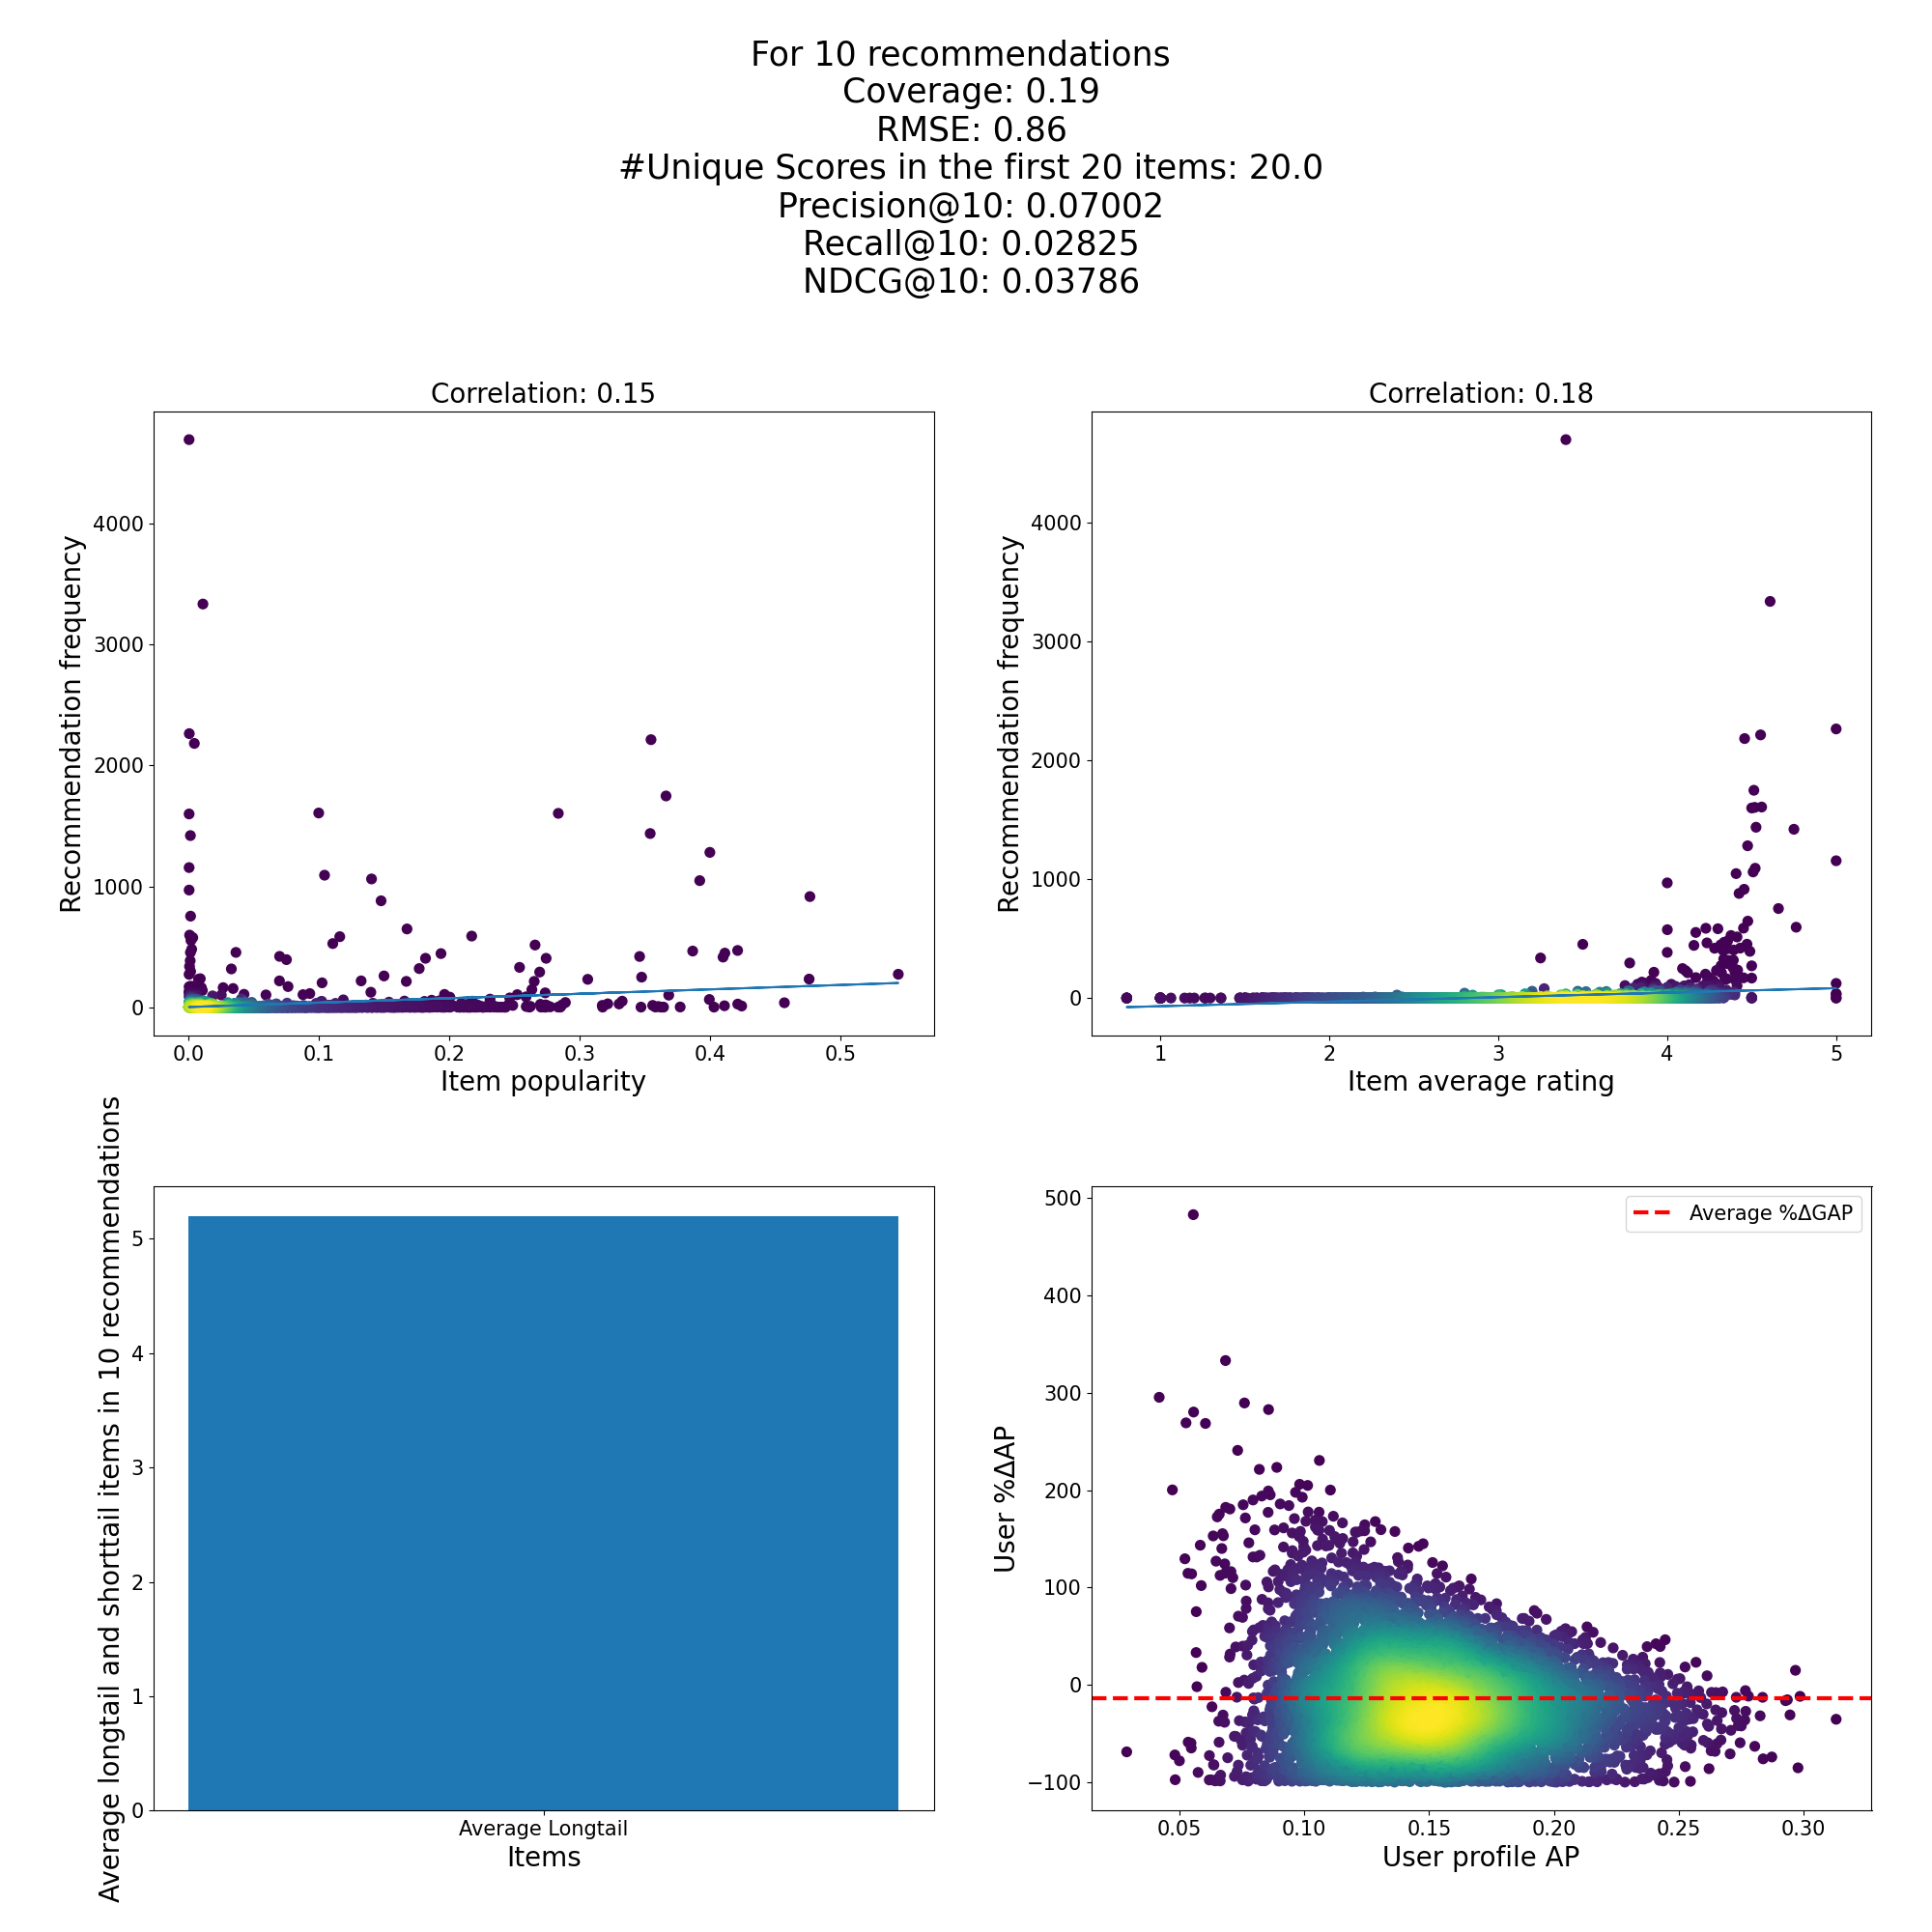 For 10 recommendations
Coverage: 0.19
RMSE: 0.86
#Unique Scores in the first 20 items: 20.0
Precision@10: 0.07002
Recall@10: 0.02825
NDCG@10: 0.03786
Correlation: 0.15
Recommendation frequency
4000
3000
2000
1000
0
0.0 0.1 0.2 0.3 0.4 0.5
Item popularity
Correlation: 0.18
Recommendation frequency
4000
3000
2000
1000
0
1 2 3 4 5
Item average rating
Average longtail and shorttail items in 10 recommendations
5
4
3
2
1
0
Average Longtail
Items
Average %ΔGAP
User %ΔAP
500
400
300
200
100
0
−100
0.05 0.10 0.15 0.20 0.25 0.30
User profile AP